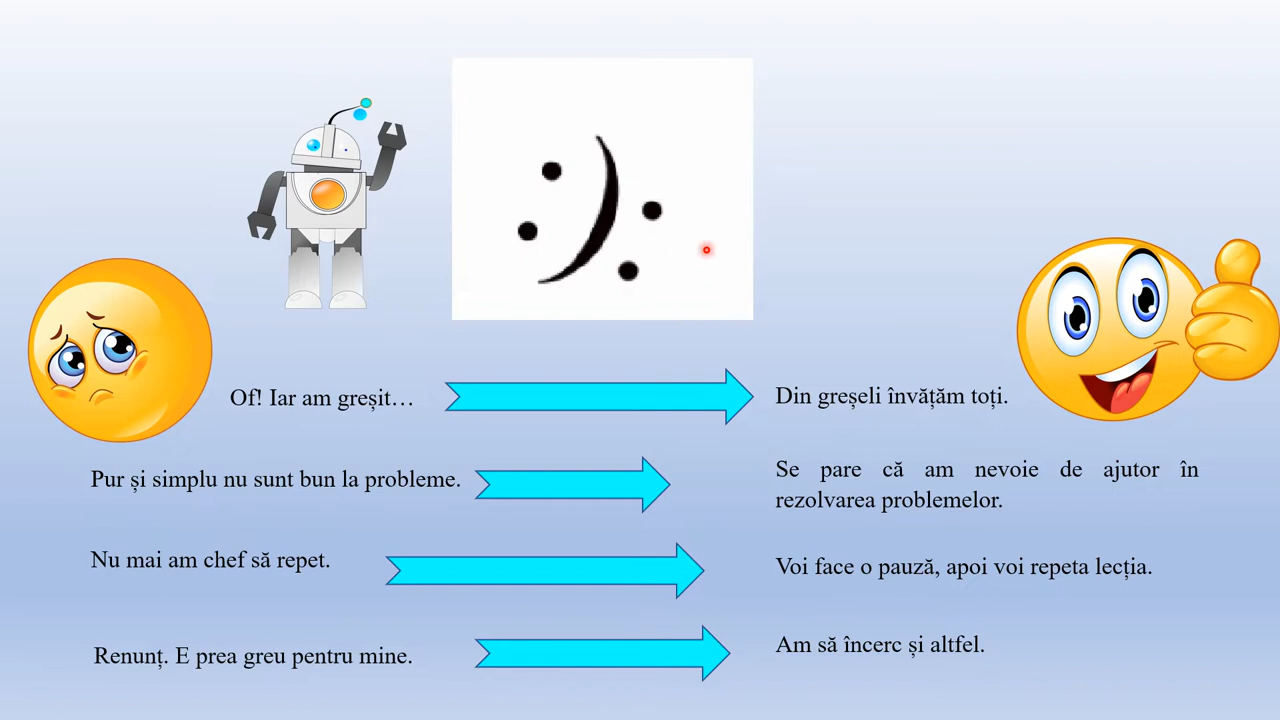 Of! Iar am greșit…
Din greșeli învățăm toți.
Pur și simplu nu sunt bun la probleme.
Se pare că am nevoie de ajutor în
rezolvarea problemelor.
Nu mai am chef să repet.
Voi face o pauză, apoi voi repeta lecția.
Renunț. E prea greu pentru mine.
Am să încerc și altfel.